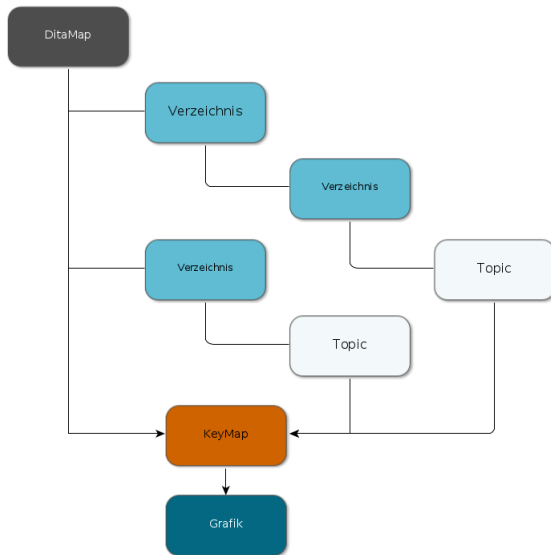 DitaMap
Verzeichnis
Verzeichnis
Verzeichnis
Topic
Topic
KeyMap
Grafik